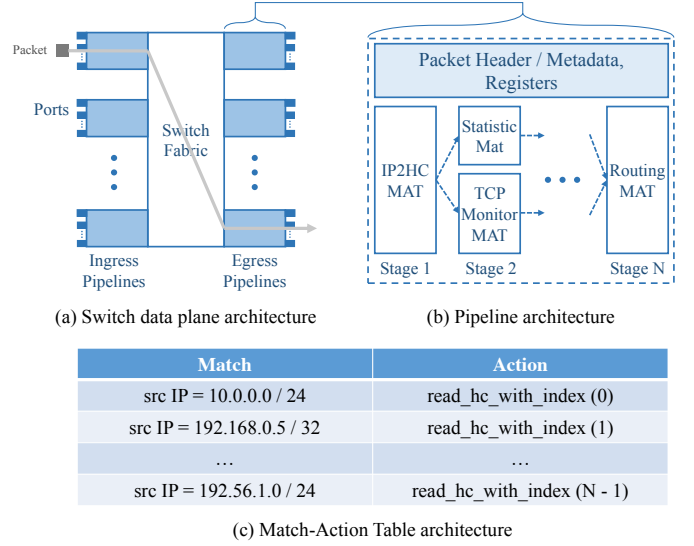 Packet
Ports
Switch
Fabric
Ingress
Pipelines
Egress
Pipelines
(a) Switch data plane architecture
Packet Header / Metadata,
Registers
IP2HC
MAT
Statistic
Mat
TCP
Monitor
MAT
Routing
MAT
Stage 1
Stage 2
Stage N
(b) Pipeline architecture
Match Action
src IP = 10.0.0.0 / 24 read_hc_with_index (0)
src IP = 192.168.0.5 / 32 read_hc_with_index (1)
… …
src IP = 192.56.1.0 / 24 read_hc_with_index (N - 1)
(c) Match-Action Table architecture